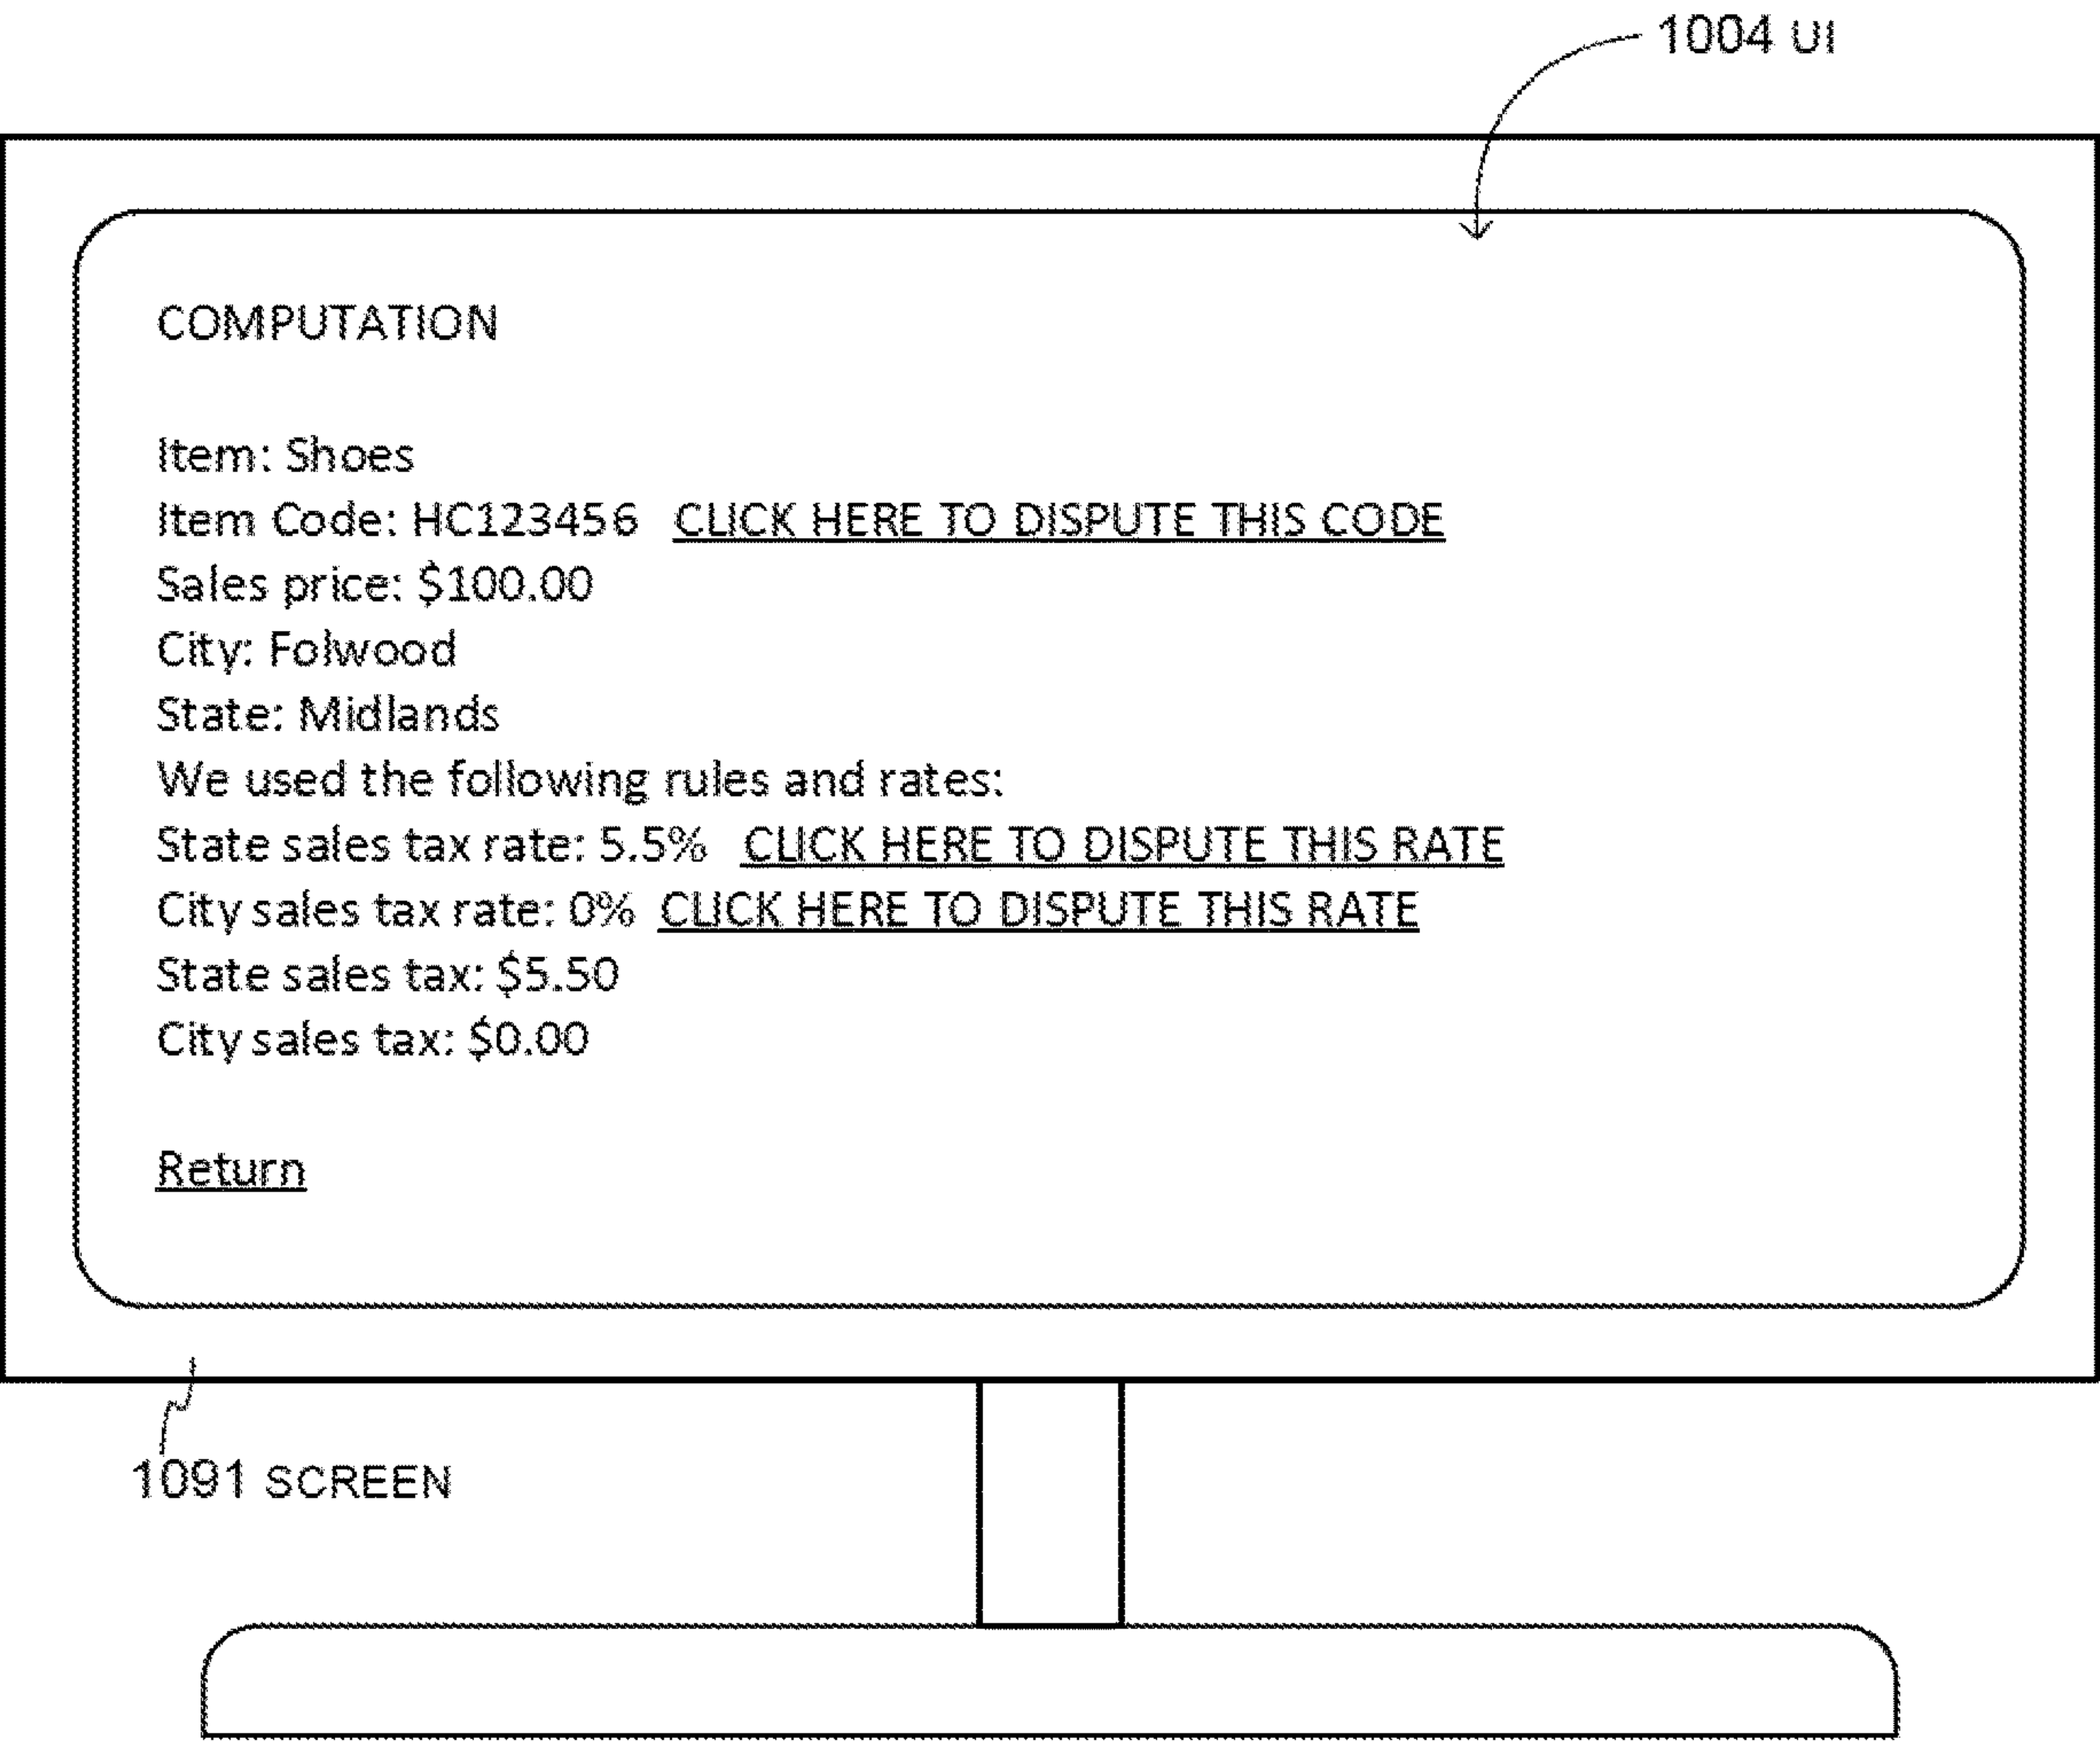 1004 UI
COMPUTATION
Item: Shoes
Item Code: HC123456 CLICK HERE TO DISPUTE THIS CODE
Sales price: $100.00
City: Folwood
State: Midlands
We used the following rules and rates:
State sales tax rate: 5.5% CLICK HERE TO DISPUTE THIS RATE
City sales tax rate: 0% CLICK HERE TO DISPUTE THIS RATE
State sales tax: $5.50
City sales tax: $0.00
Return
1091 SCREEN